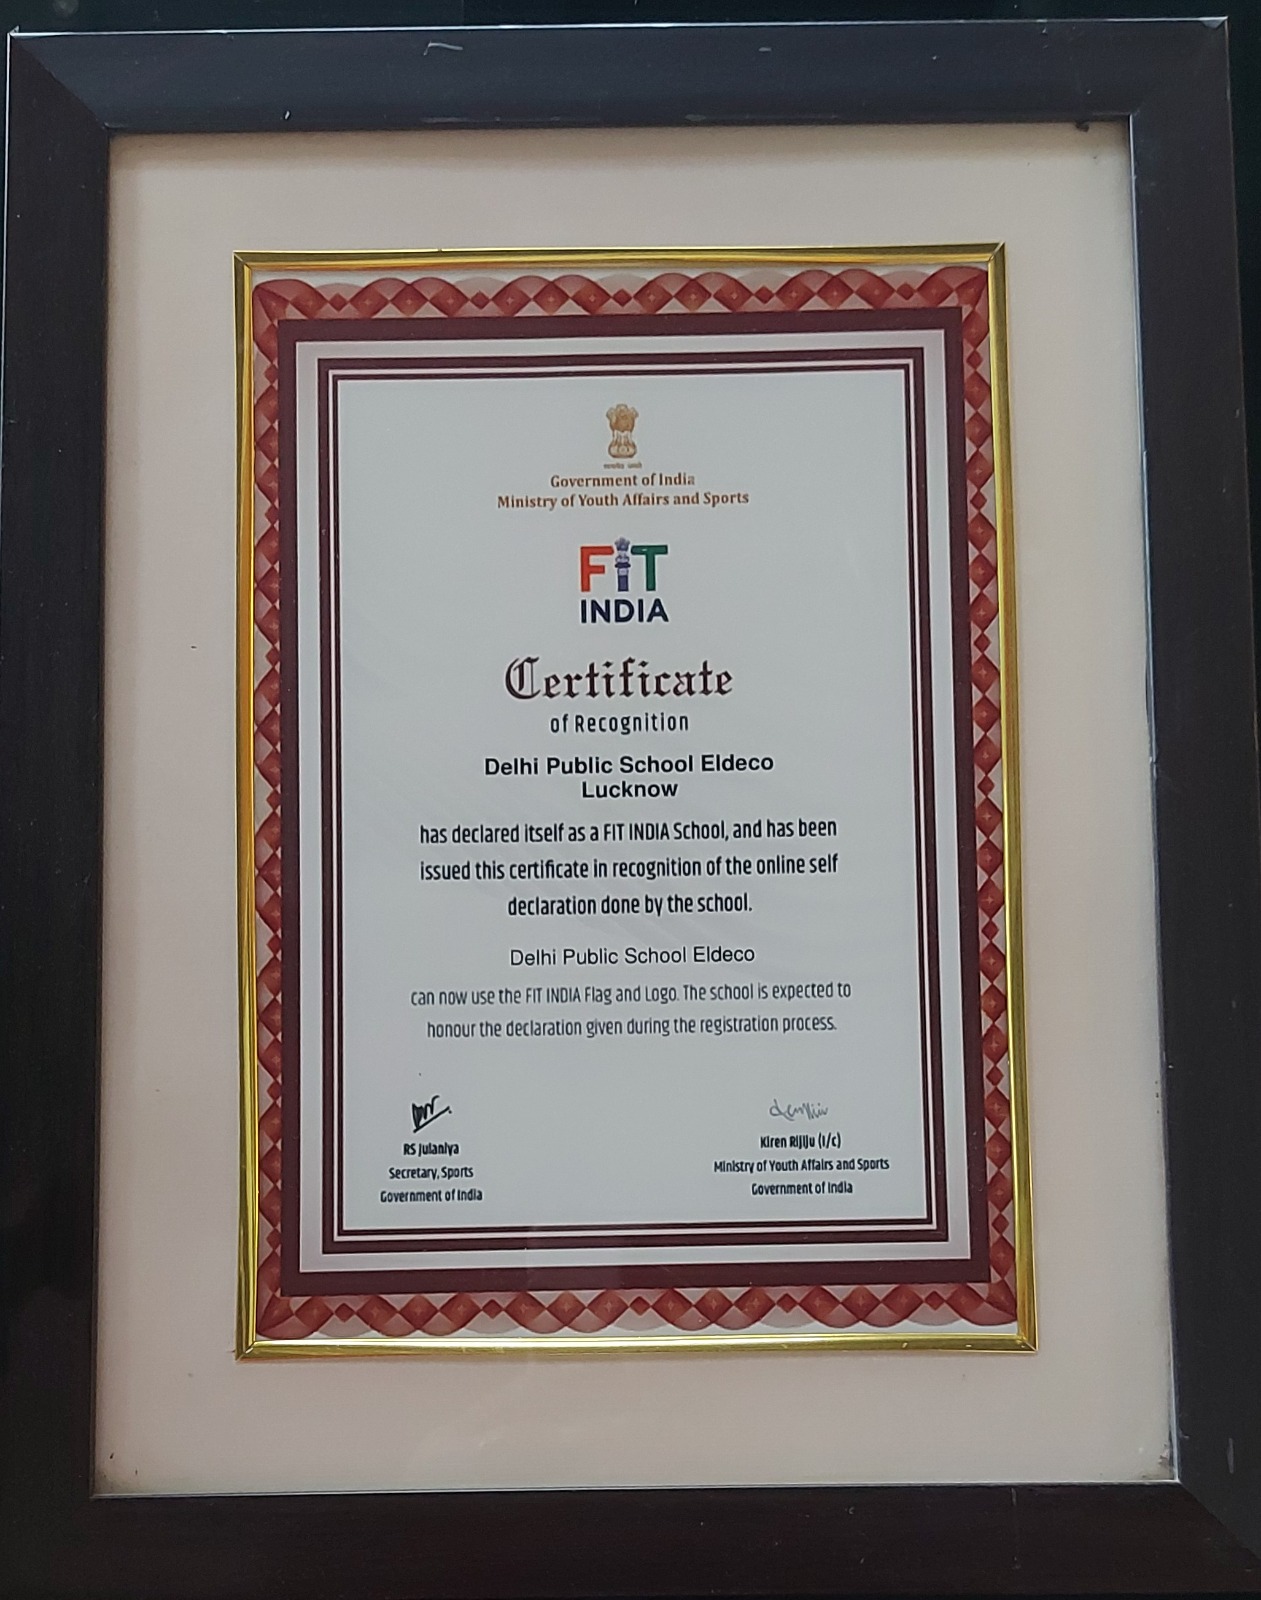 सत्यमेव जयते
Government of India
Ministry of Youth Affairs and Sports
FiT
INDIA
Certificate
of Recognition
Delhi Public School Eldeco
Lucknow
has declared itself as a FIT INDIA School, and has been
issued this certificate in recognition of the online self
declaration done by the school.
Delhi Public School Eldeco
can now use the FIT INDIA Flag and Logo. The school is expected to
honour the declaration given during the registration process.
RS Julaniya
Secretary, Sports
Government of India
Kiren Rijiju (I/C)
Ministry of Youth Affairs and Sports
Government of India